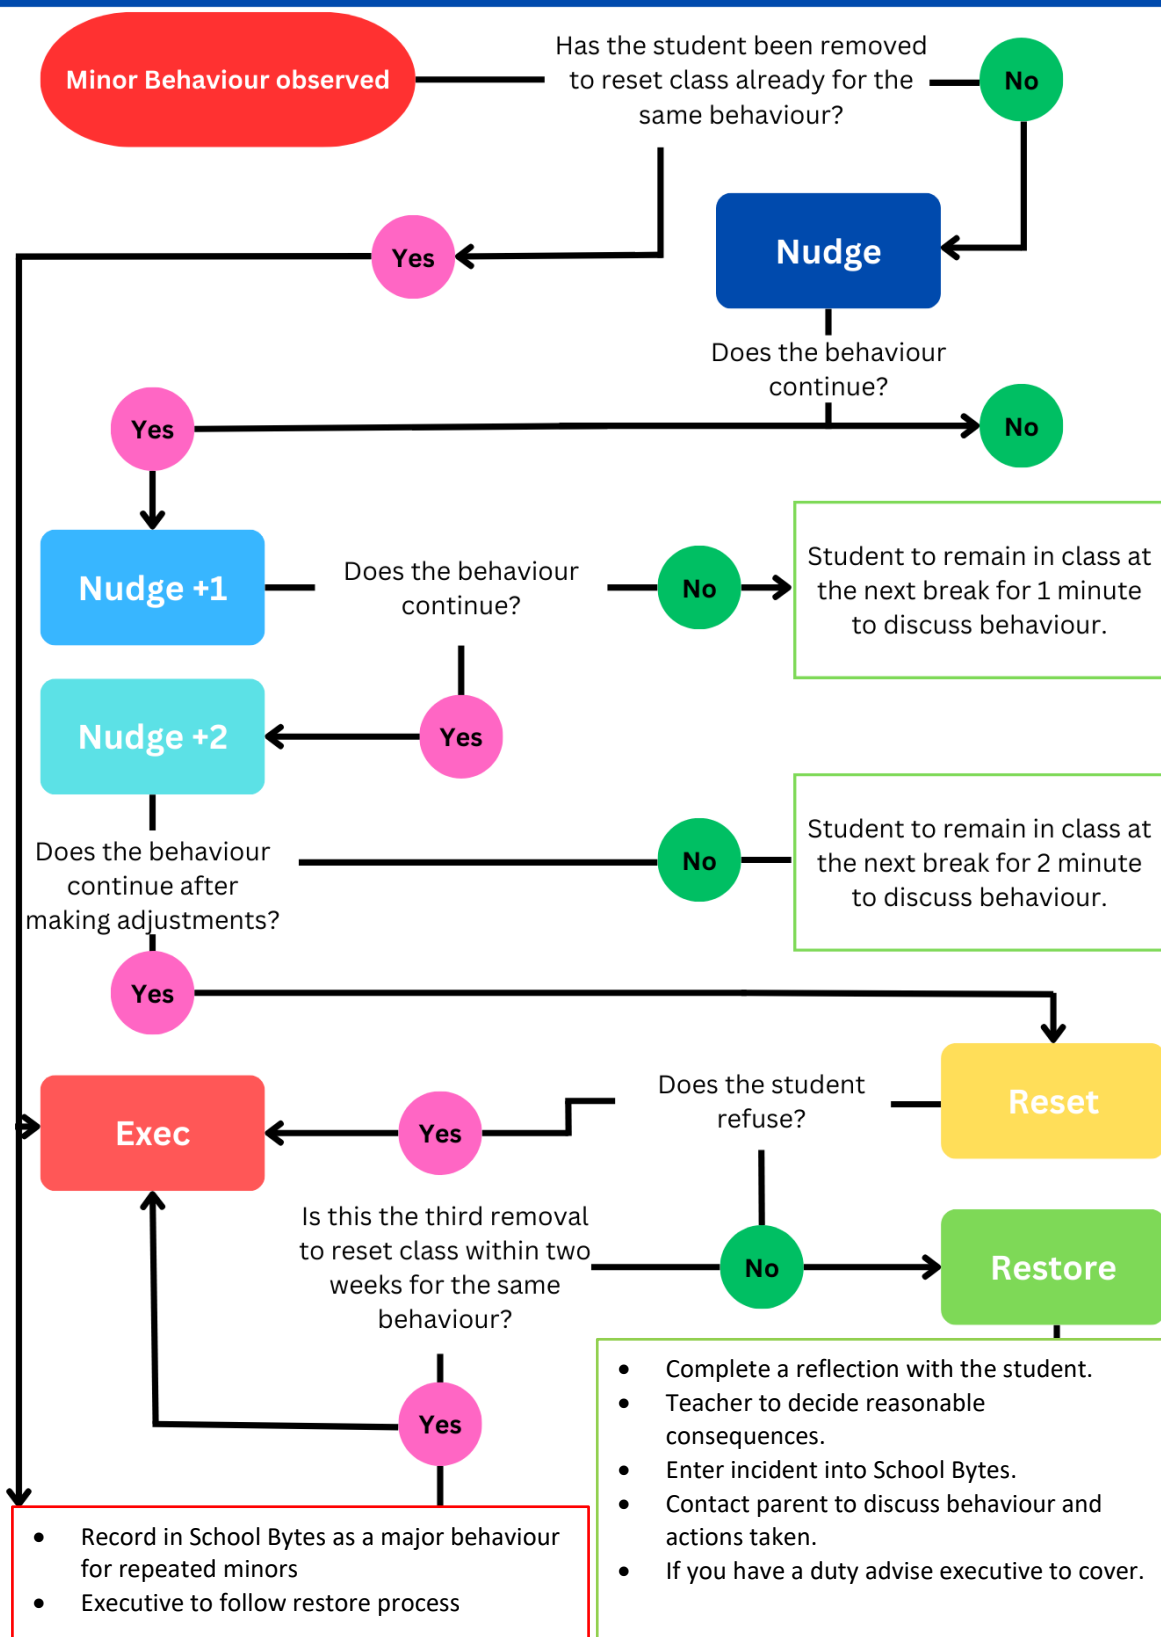 Minor Behaviour observed
Has the student been removed
to reset class already for the
same behaviour?
No
Yes
Nudge
Does the behaviour
continue?
Yes
No
Nudge +1
Does the behaviour
continue?
No
Student to remain in class at
the next break for 1 minute
to discuss behaviour.
Nudge +2
Yes
Does the behaviour
continue after
making adjustments?
No
Student to remain in class at
the next break for 2 minute
to discuss behaviour.
Yes
Reset
Does the student
refuse?
Yes
Exec
Is this the third removal
to reset class within two
weeks for the same
behaviour?
No
Restore
Yes
• Complete a reflection with the student.
• Teacher to decide reasonable
consequences.
• Enter incident into School Bytes.
• Contact parent to discuss behaviour and
actions taken.
• If you have a duty advise executive to cover.
• Record in School Bytes as a major behaviour
for repeated minors
• Executive to follow restore process